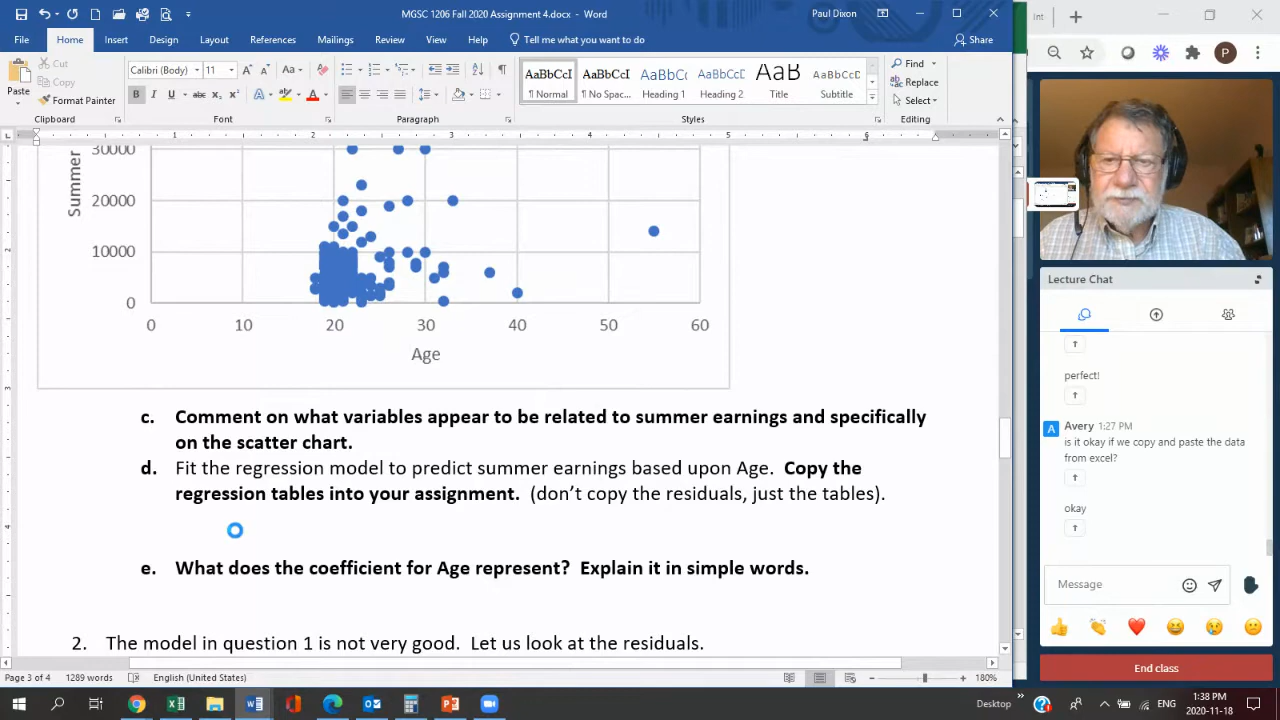 MGSC 1206 Fall 2020 Assignment 4.docx - Word
Paul Dixon
File Home Insert Draw Design Layout References Mailings Review View Help Tell me what you want to do
Share
Paste
Cut
Copy
Format Painter
Clipboard
Calibri (Body) 11
Font
Paragraph
AaBbCcI AaBbCcI AaBbCc AaBbCcI AaB AaBbCcC
¶ Normal ¶ No Spac... Heading 1 Heading 2 Title Subtitle
Styles
Find
Replace
Select
Editing
1 2 3 4 5 6
Summer
30000
20000
10000
0
0 10 20 30 40 50 60
Age
c. Comment on what variables appear to be related to summer earnings and specifically
on the scatter chart.
d. Fit the regression model to predict summer earnings based upon Age. Copy the
regression tables into your assignment. (don't copy the residuals, just the tables).
e. What does the coefficient for Age represent? Explain it in simple words.
2. The model in question 1 is not very good. Let us look at the residuals.
Page 3 of 4 1289 words English (United States) 180%
Lecture Chat
perfect!
A Avery 1:27 PM
is it okay if we copy and paste the data
from excel?
okay
Message
End class
Desktop
ENG
1:38 PM
2020-11-18